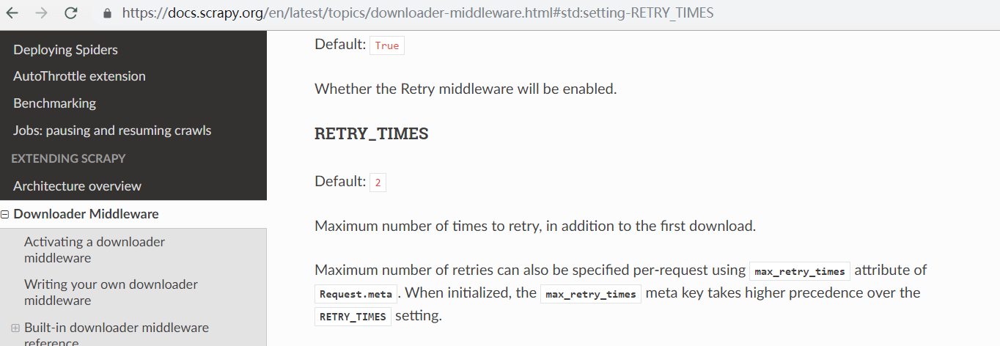 https://docs.scrapy.org/en/latest/topics/downloader-middleware.html#std:setting-RETRY_TIMES
Deploying Spiders
AutoThrottle extension
Benchmarking
Jobs: pausing and resuming crawls
EXTENDING SCRAPY
Architecture overview
Downloader Middleware
Activating a downloader
middleware
Writing your own downloader
middleware
Built-in downloader middleware
reference
Default: True
Whether the Retry middleware will be enabled.
RETRY_TIMES
Default: 2
Maximum number of times to retry, in addition to the first download.
Maximum number of retries can also be specified per-request using max_retry_times attribute of
Request.meta. When initialized, the max_retry_times meta key takes higher precedence over the
RETRY_TIMES setting.